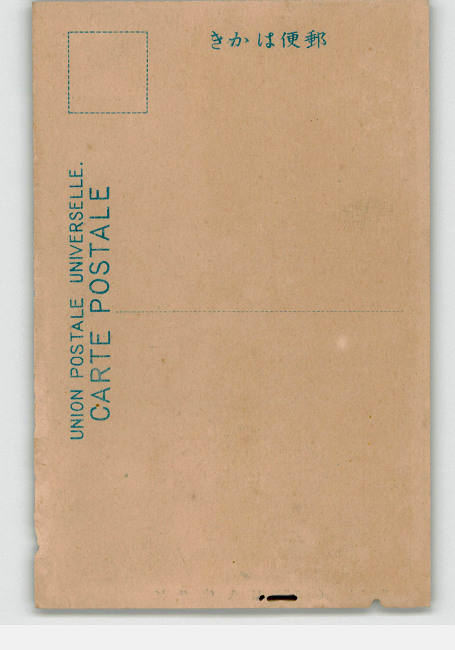 きかは便郵
UNION POSTALE UNIVERSELLE.
CARTE POSTALE